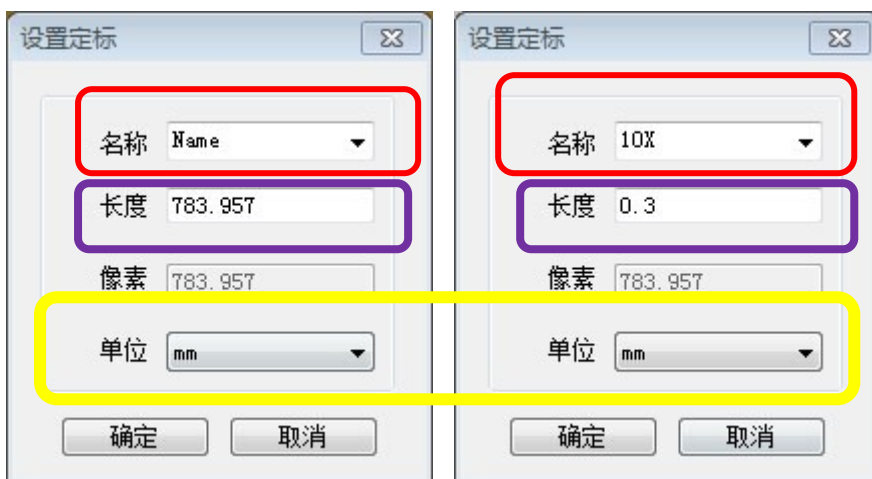 设置定标
名称 Name
长度 783.957
像素 783.957
单位 mm
确定 取消
设置定标
名称 10X
长度 0.3
像素 783.957
单位 mm
确定 取消